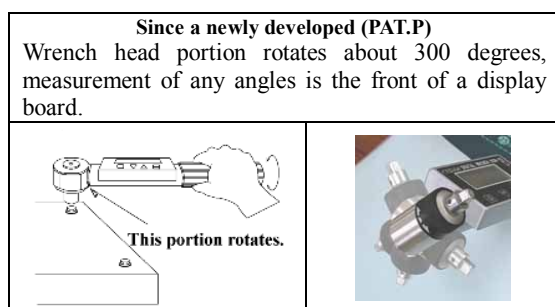 Since a newly developed (PAT.P)
Wrench head portion rotates about 300 degrees,
measurement of any angles is the front of a display
board.
This portion rotates.